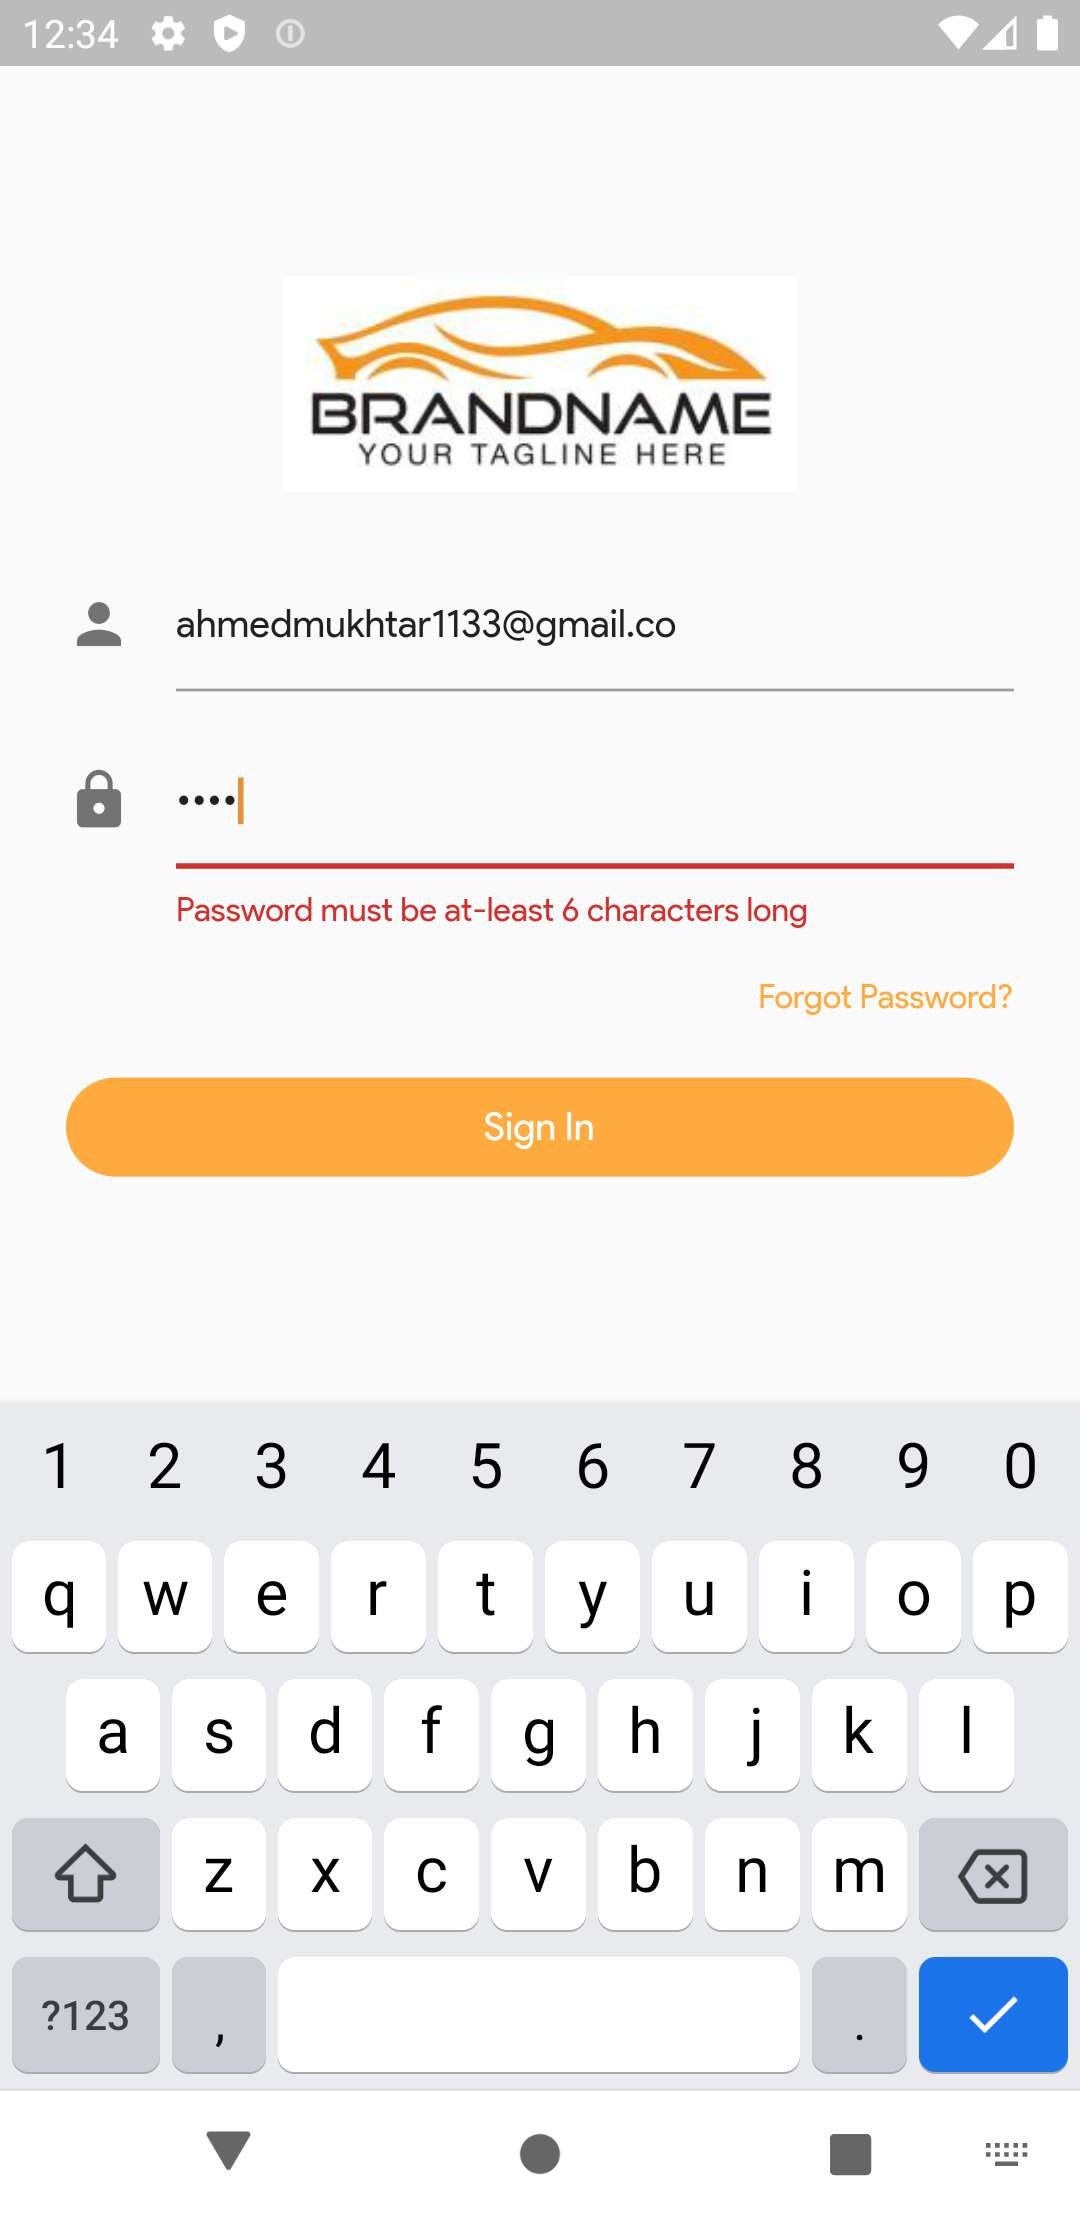 12:34
BRANDNAME
YOUR TAGLINE HERE
ahmedmukhtar1133@gmail.co
••••
Password must be at-least 6 characters long
Forgot Password?
Sign In
1 2 3 4 5 6 7 8 9 0
q w e r t y u i o p
a s d f g h j k l
z x c v b n m
?123 , .